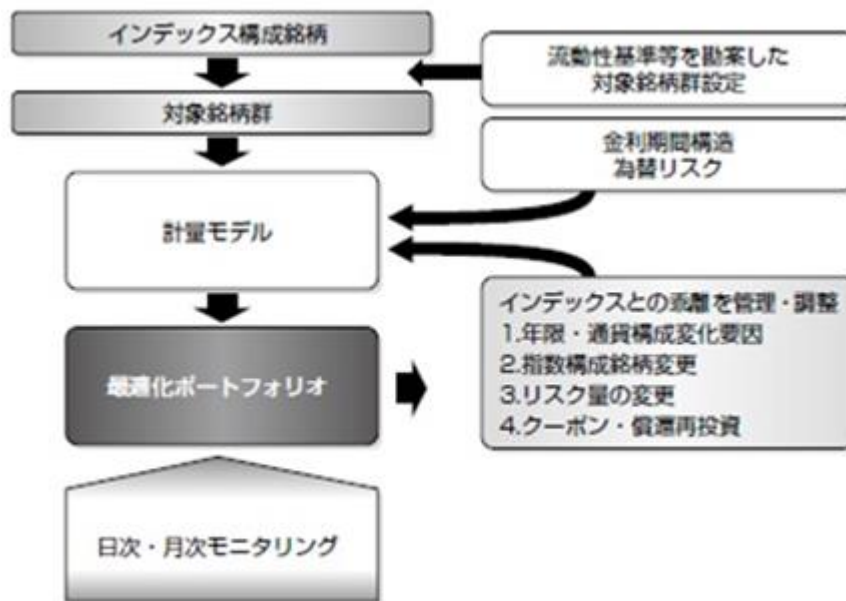 インデックス構成銘柄
対象銘柄群
計量モデル
最適化ポートフォリオ
日次・月次モニタリング
流動性基準等を勘案した
対象銘柄群設定
金利期間構造
為替リスク
インデックスとの乖離を管理・調整
1.年限・通貨構成変化要因
2.指数構成銘柄変更
3.リスク量の変更
4.クーポン・償還再投資